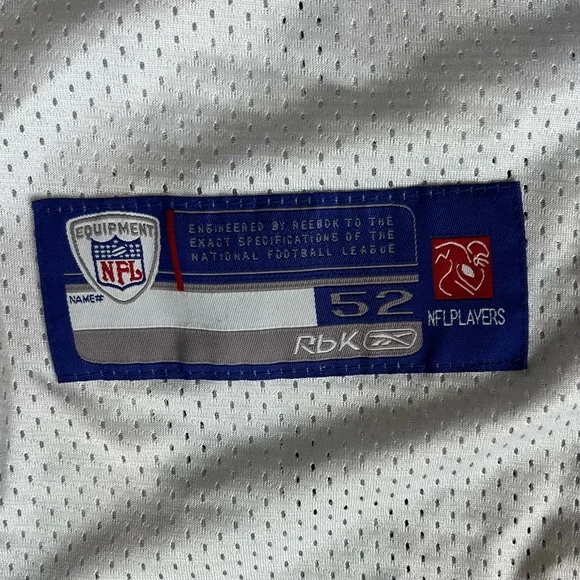 EQUIPMENT
NFL
ENGINEERED BY REEBOK TO THE
EXACT SPECIFICATIONS OF THE
NATIONAL FOOTBALL LEAGUE
NAME#
52
RbK
NFLPLAYERS